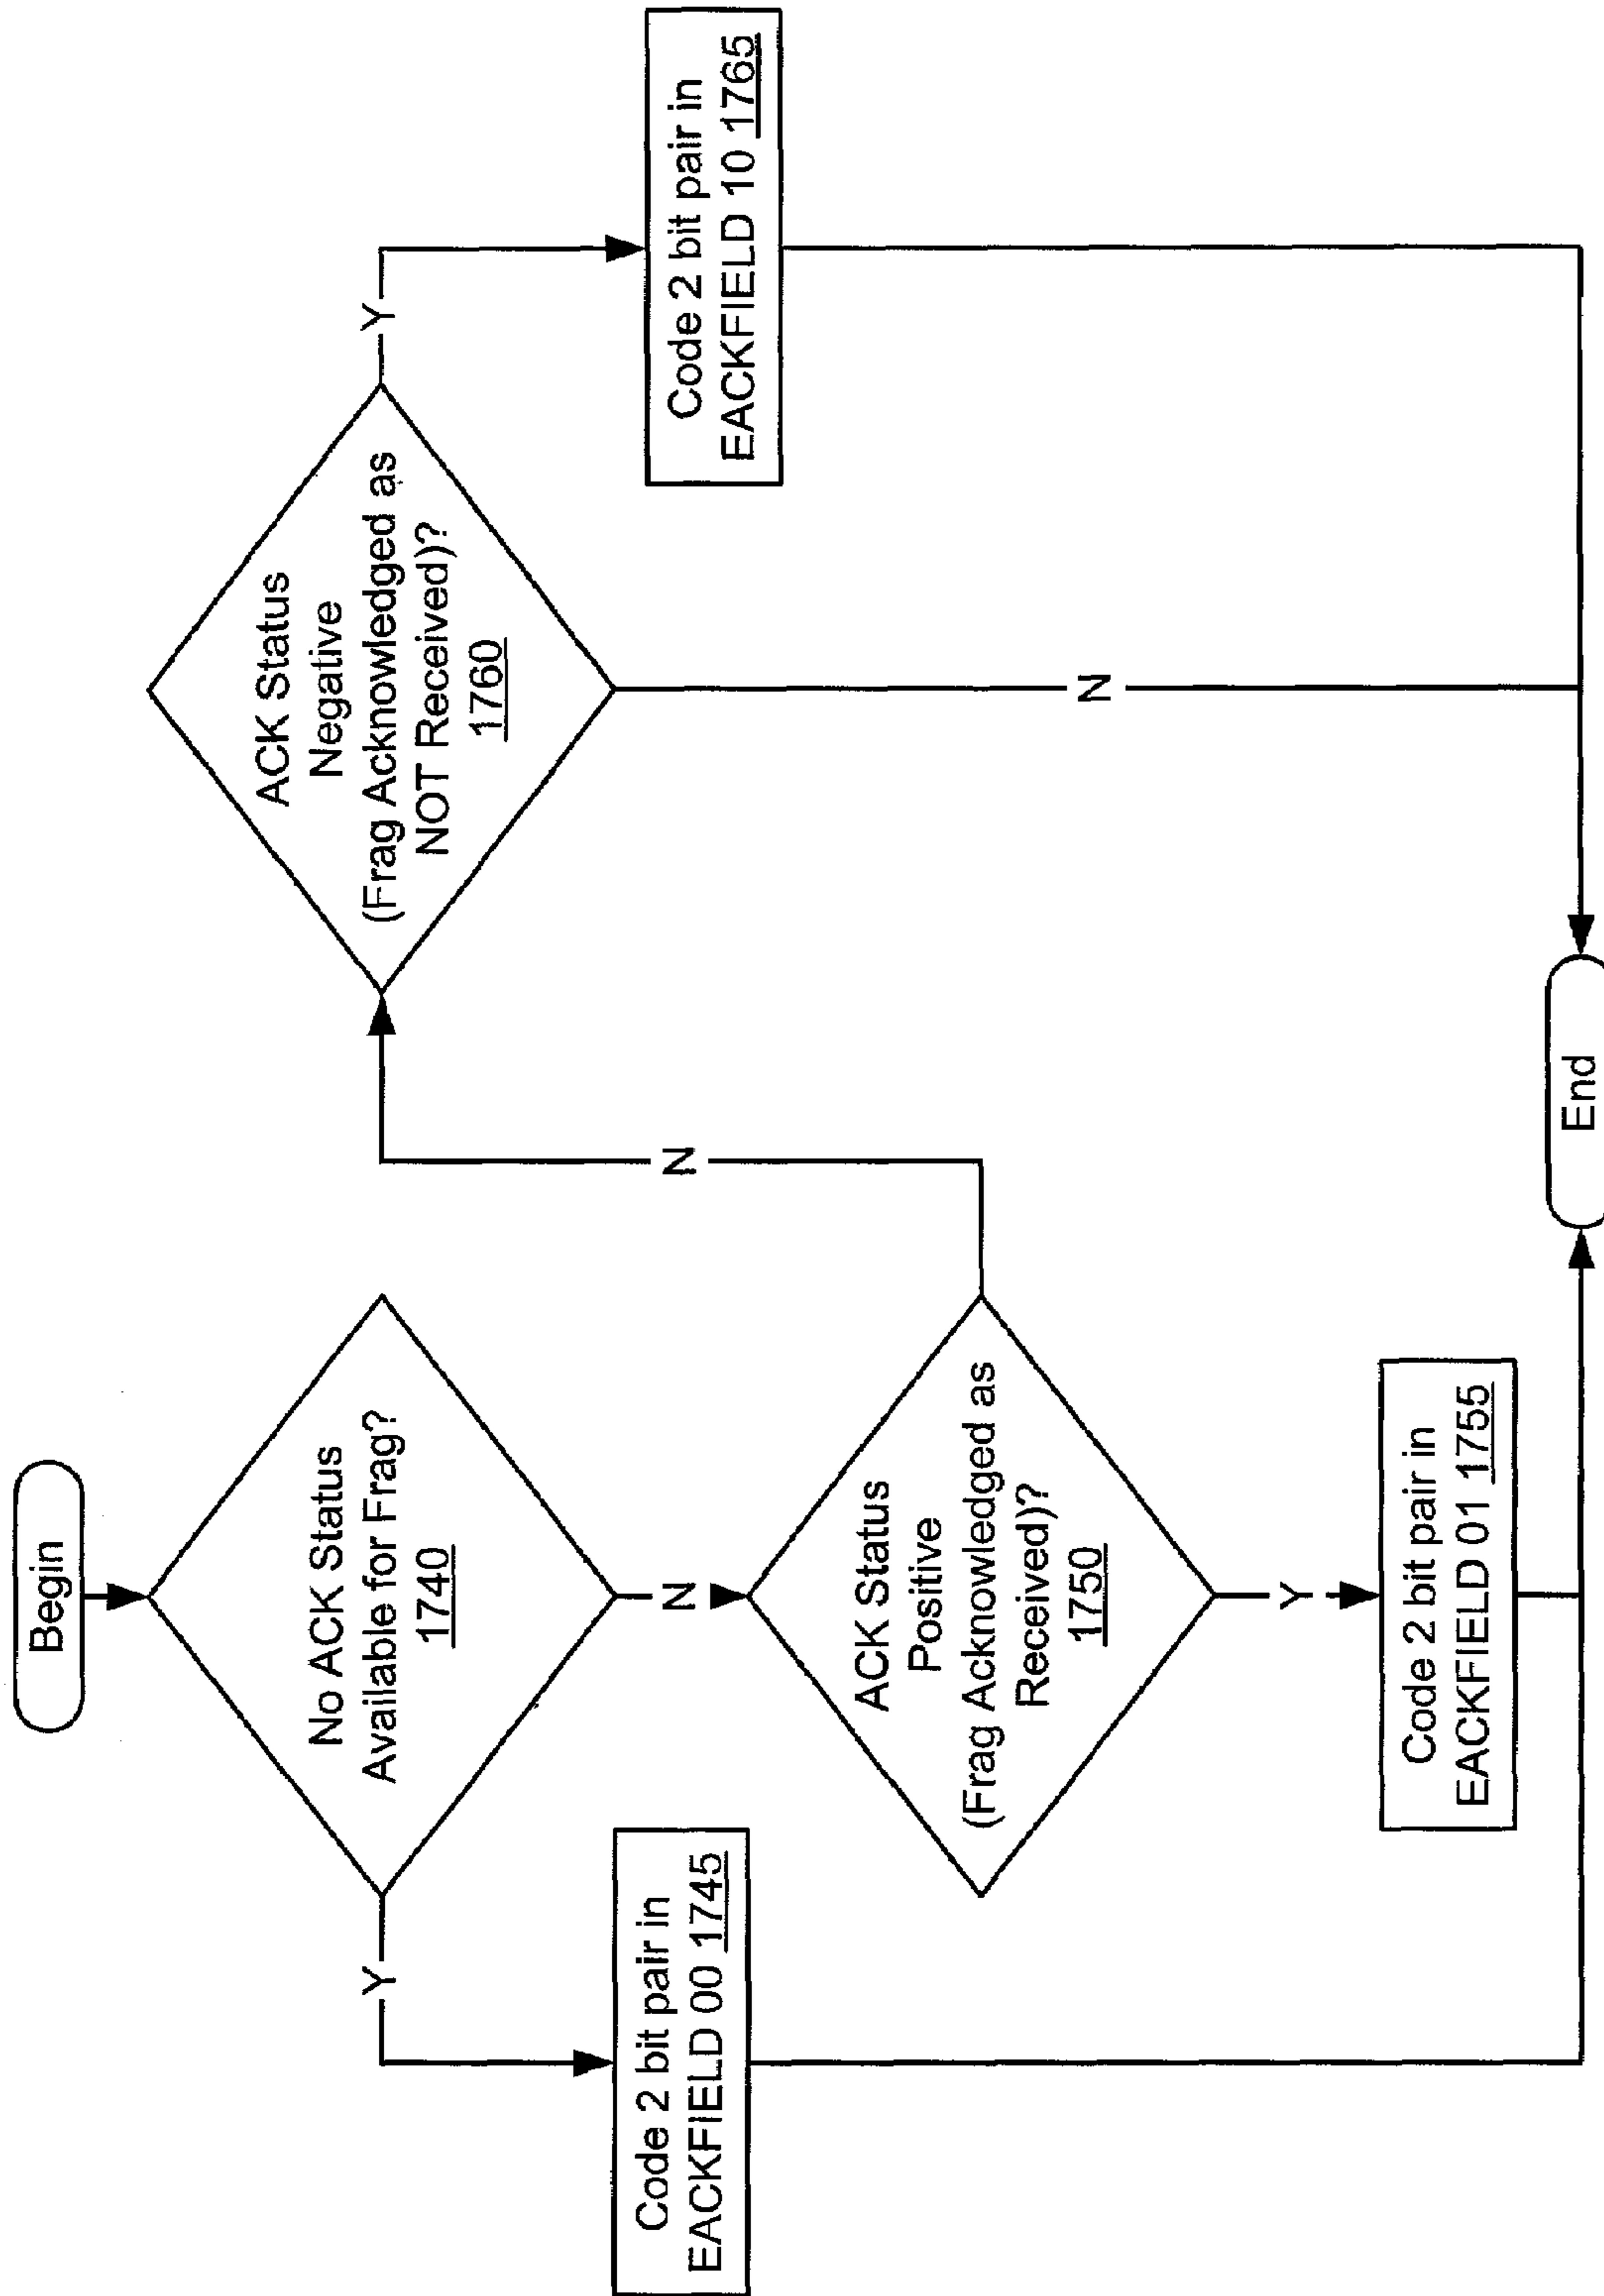 Begin
No ACK Status
Available for Frag?
1740
Y
Code 2 bit pair in
EACKFIELD 00 1745
N
ACK Status
Positive
(Frag Acknowledged as
Received)?
1750
Y
Code 2 bit pair in
EACKFIELD 01 1755
N
ACK Status
Negative
(Frag Acknowledged as
NOT Received)?
1760
Y
Code 2 bit pair in
EACKFIELD 10 1765
N
End